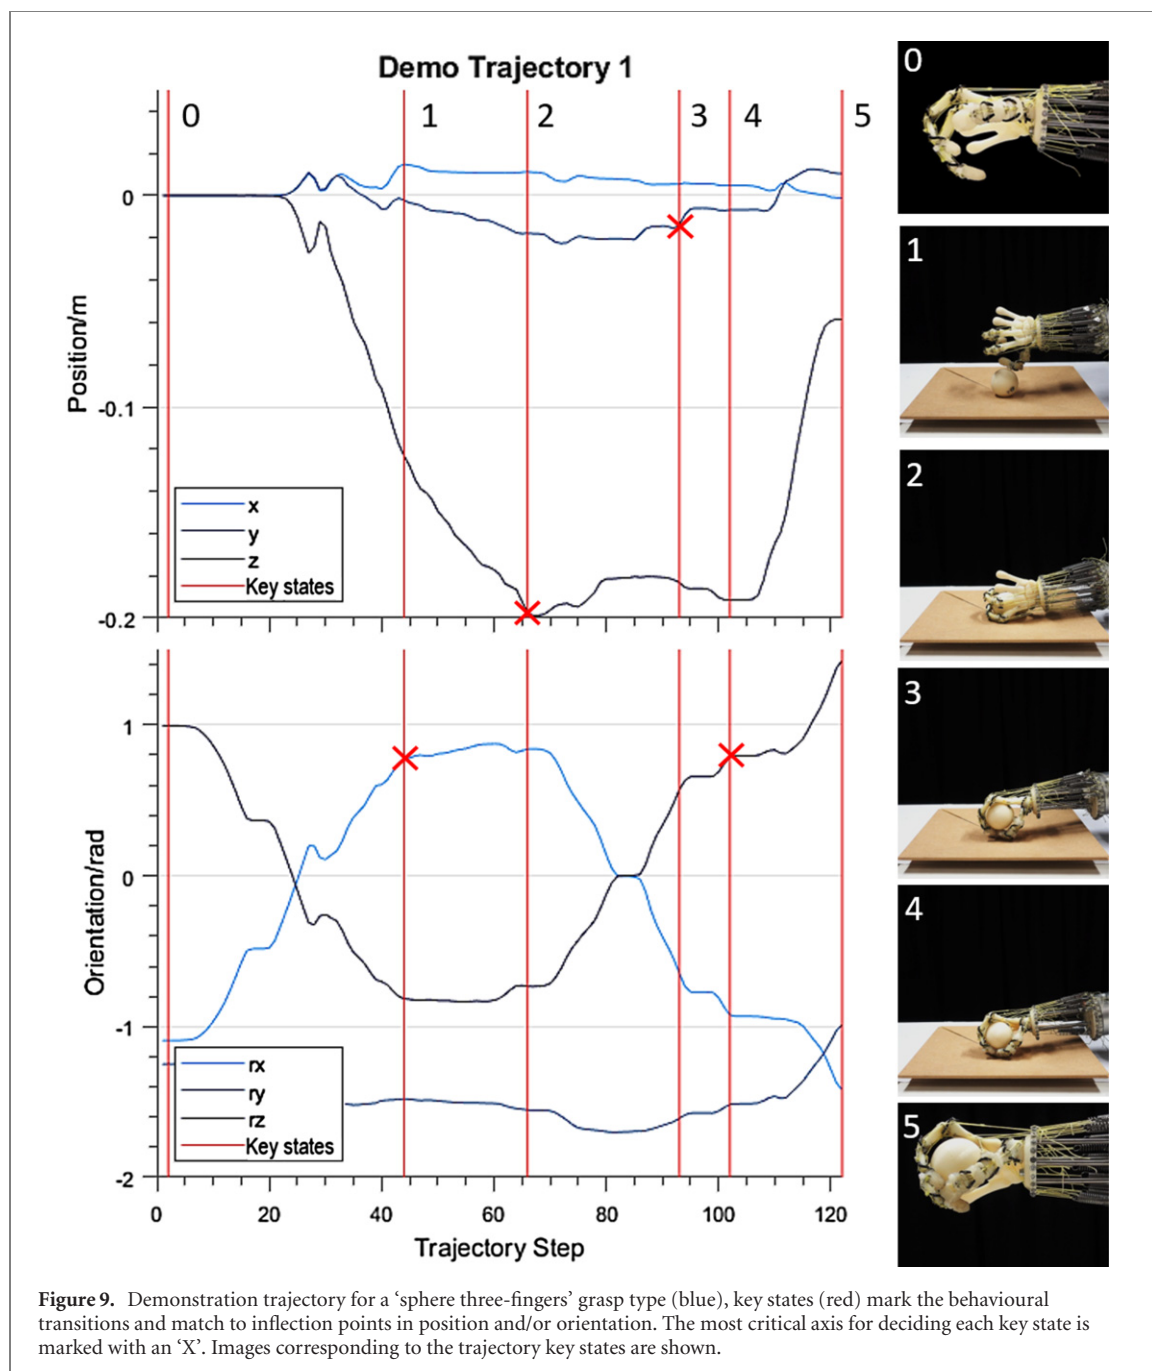 Demo Trajectory 1
0 1 2 3 4 5
0
-0.1
-0.2
Position/m
x
y
z
Key states
1
0
-1
-2
Orientation/rad
rx
ry
rz
Key states
0 20 40 60 80 100 120
Trajectory Step
0
1
2
3
4
5
Figure 9. Demonstration trajectory for a ‘sphere three-fingers’ grasp type (blue), key states (red) mark the behavioural
transitions and match to inflection points in position and/or orientation. The most critical axis for deciding each key state is
marked with an ‘X’. Images corresponding to the trajectory key states are shown.